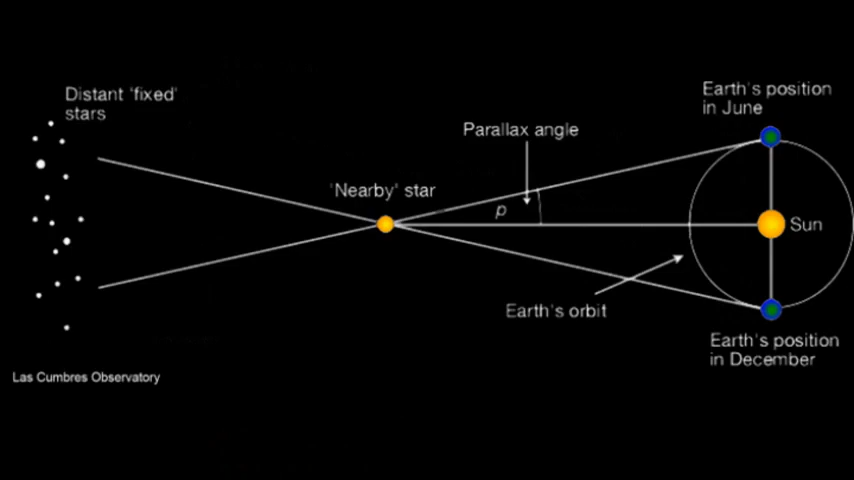 Distant 'fixed'
stars
Earth's position
in June
Parallax angle
'Nearby' star
p
Sun
Earth's orbit
Earth's position
in December
Las Cumbres Observatory